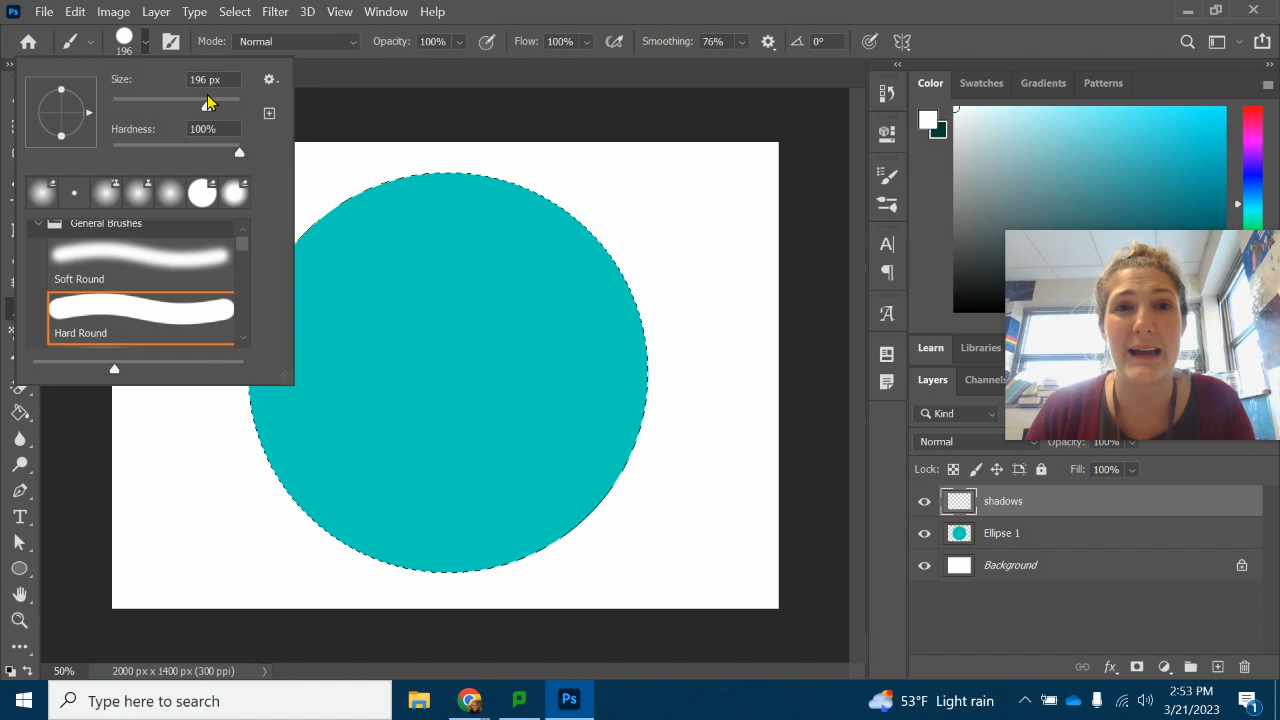 Ps File Edit Image Layer Type Select Filter 3D View Window Help
196 Mode: Normal Opacity: 100% Flow: 100% Smoothing: 76% 0°
Size: 196 px
Hardness: 100%
General Brushes
Soft Round
Hard Round
Color Swatches Gradients Patterns
Learn Libraries
Layers Channels
Kind
Normal Opacity: 100%
Lock: Fill: 100%
shadows
Ellipse 1
Background
50% 2000 px x 1400 px (300 ppi)
Type here to search
Ps
53°F Light rain
2:53 PM
3/21/2023
1